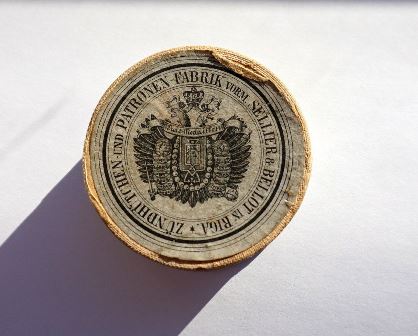 ZÜNDHÜTCHEN- UND PATRONEN FABRIK VORM. SELLIER & BELLOT IN RIGA.